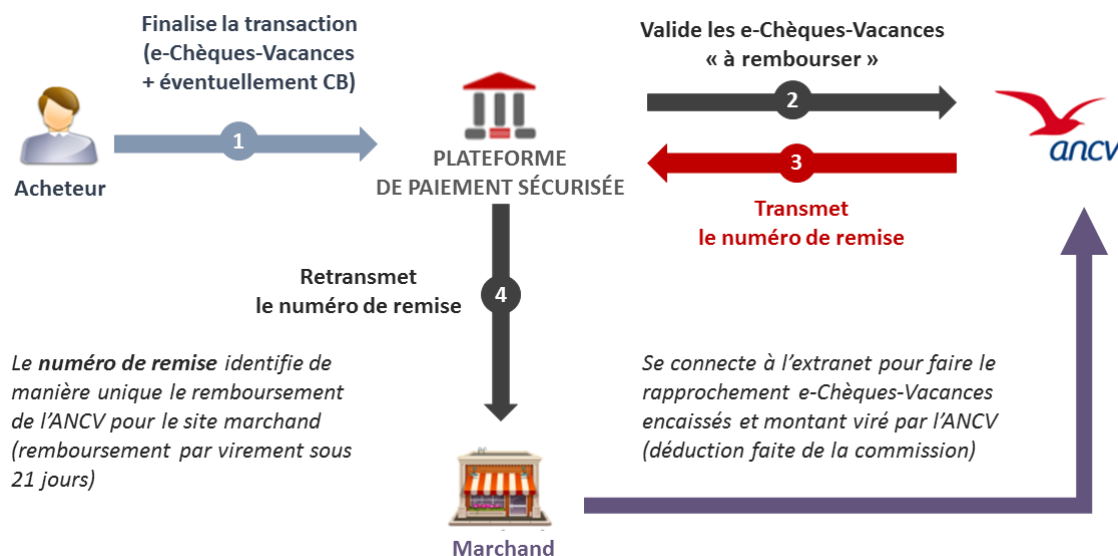 Finalise la transaction
(e-Chèques-Vacances
+ éventuellement CB)
Valide les e-Chèques-Vacances
« à rembourser »
1
2
3
ancv
Acheteur
PLATEFORME
DE PAIEMENT SÉCURISÉE
Transmet
le numéro de remise
Retransmet
le numéro de remise
4
Le numéro de remise identifie de
manière unique le remboursement
de l’ANCV pour le site marchand
(remboursement par virement sous
21 jours)
Se connecte à l’extranet pour faire le
rapprochement e-Chèques-Vacances
encaissés et montant viré par l’ANCV
(déduction faite de la commission)
Marchand